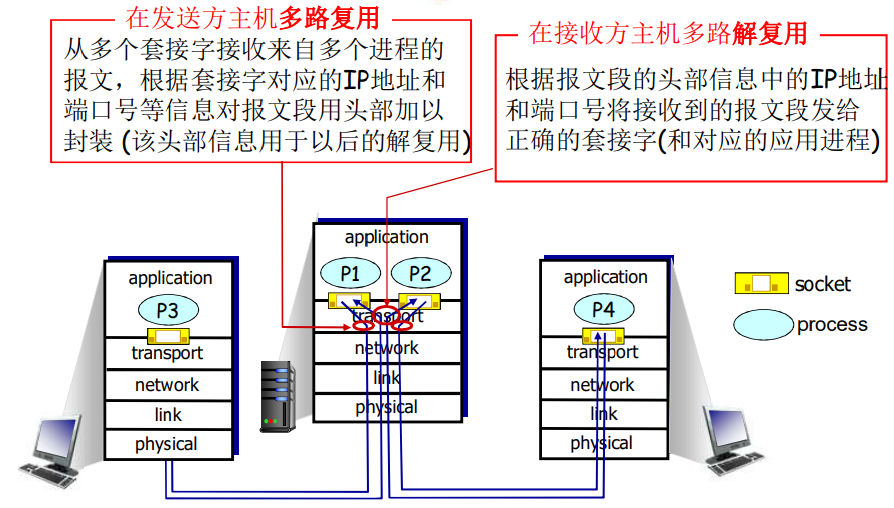 在发送方主机多路复用
从多个套接字接收来自多个进程的
报文，根据套接字对应的IP地址和
端口号等信息对报文段用头部加以
封装 (该头部信息用于以后的解复用)
在接收方主机多路解复用
根据报文段的头部信息中的IP地址
和端口号将接收到的报文段发给
正确的套接字(和对应的应用进程)
application
P3
transport
network
link
physical
application
P1
P2
transport
network
link
physical
application
P4
transport
network
link
physical
socket
process